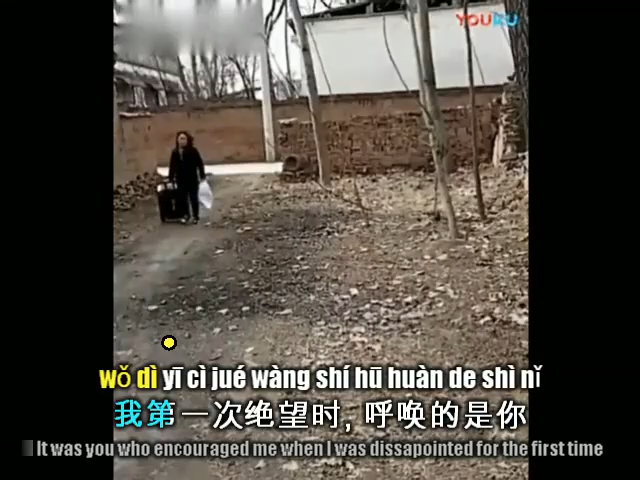 YOUKU
wǒ dì yī cì jué wàng shí hū huàn de shì nǐ
我第一次绝望时, 呼唤的是你
It was you who encouraged me when I was dissapointed for the first time